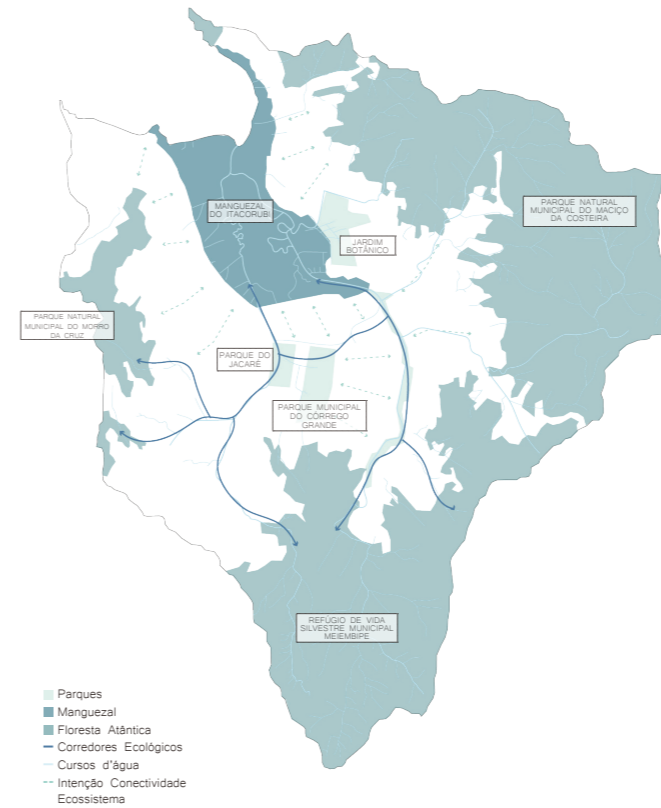 MANGUEZAL
DO ITACORUBI
PARQUE NATURAL
MUNICIPAL DO MACIÇO
DA COSTEIRA
JARDIM
BOTÂNICO
PARQUE NATURAL
MUNICIPAL DO MORRO
DA CRUZ
PARQUE DO
JACARÉ
PARQUE MUNICIPAL
DO CÓRREGO
GRANDE
REFÚGIO DE VIDA
SILVESTRE MUNICIPAL
MEIEMBIPE
Parques
Manguezal
Floresta Atântica
Corredores Ecológicos
Cursos d'água
Intenção Conectividade
Ecossistema